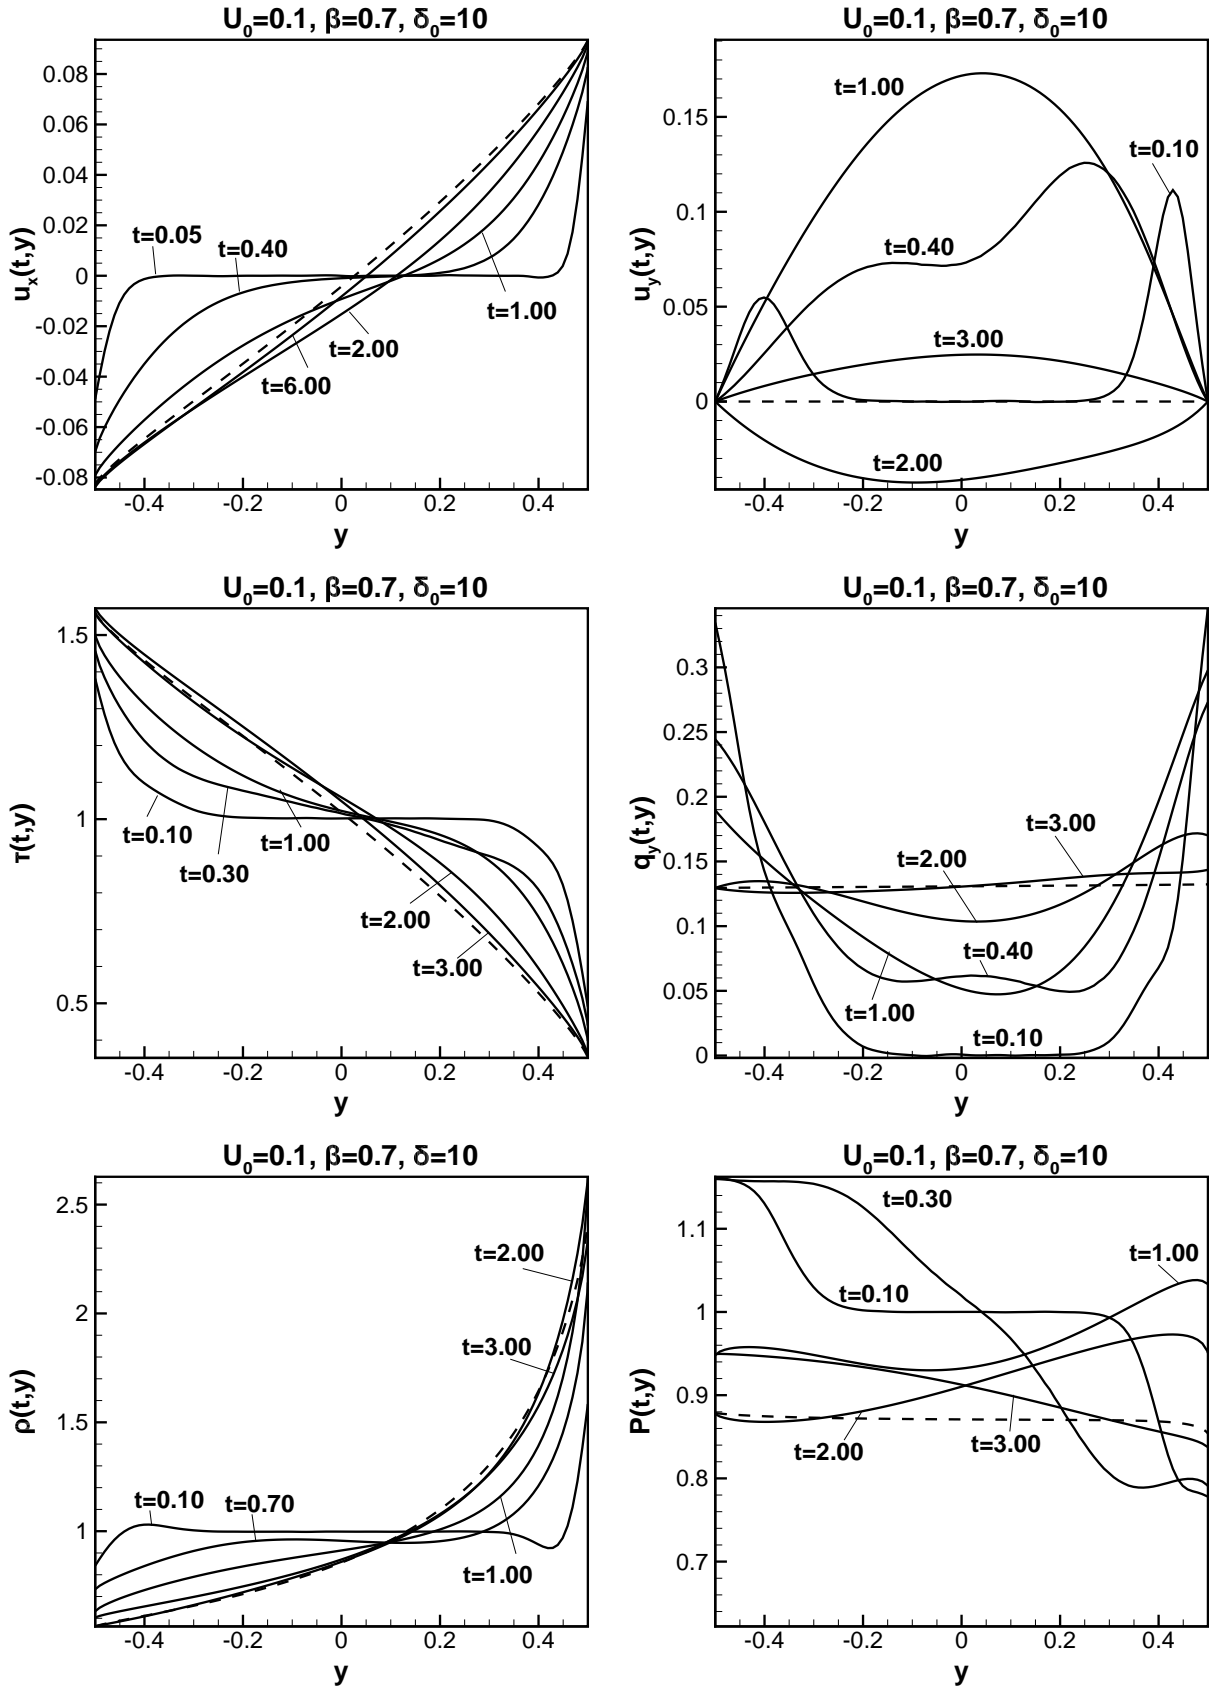 U₀=0.1, β=0.7, δ₀=10
uₓ(t,y)
0.08
0.06
0.04
0.02
0
-0.02
-0.04
-0.06
-0.08
t=0.05
t=0.40
t=1.00
t=2.00
t=6.00
-0.4 -0.2 0 0.2 0.4
y
U₀=0.1, β=0.7, δ₀=10
u_y(t,y)
0.15
0.1
0.05
0
t=1.00
t=0.10
t=0.40
t=3.00
t=2.00
-0.4 -0.2 0 0.2 0.4
y
U₀=0.1, β=0.7, δ₀=10
τ(t,y)
1.5
1
0.5
t=0.10
t=1.00
t=0.30
t=2.00
t=3.00
-0.4 -0.2 0 0.2 0.4
y
U₀=0.1, β=0.7, δ₀=10
q_y(t,y)
0.3
0.25
0.2
0.15
0.1
0.05
0
t=3.00
t=2.00
t=0.40
t=1.00
t=0.10
-0.4 -0.2 0 0.2 0.4
y
U₀=0.1, β=0.7, δ=10
ρ(t,y)
2.5
2
1.5
1
t=2.00
t=3.00
t=0.10
t=0.70
t=1.00
-0.4 -0.2 0 0.2 0.4
y
U₀=0.1, β=0.7, δ₀=10
P(t,y)
1.1
1
0.9
0.8
0.7
t=0.30
t=1.00
t=0.10
t=2.00
t=3.00
-0.4 -0.2 0 0.2 0.4
y